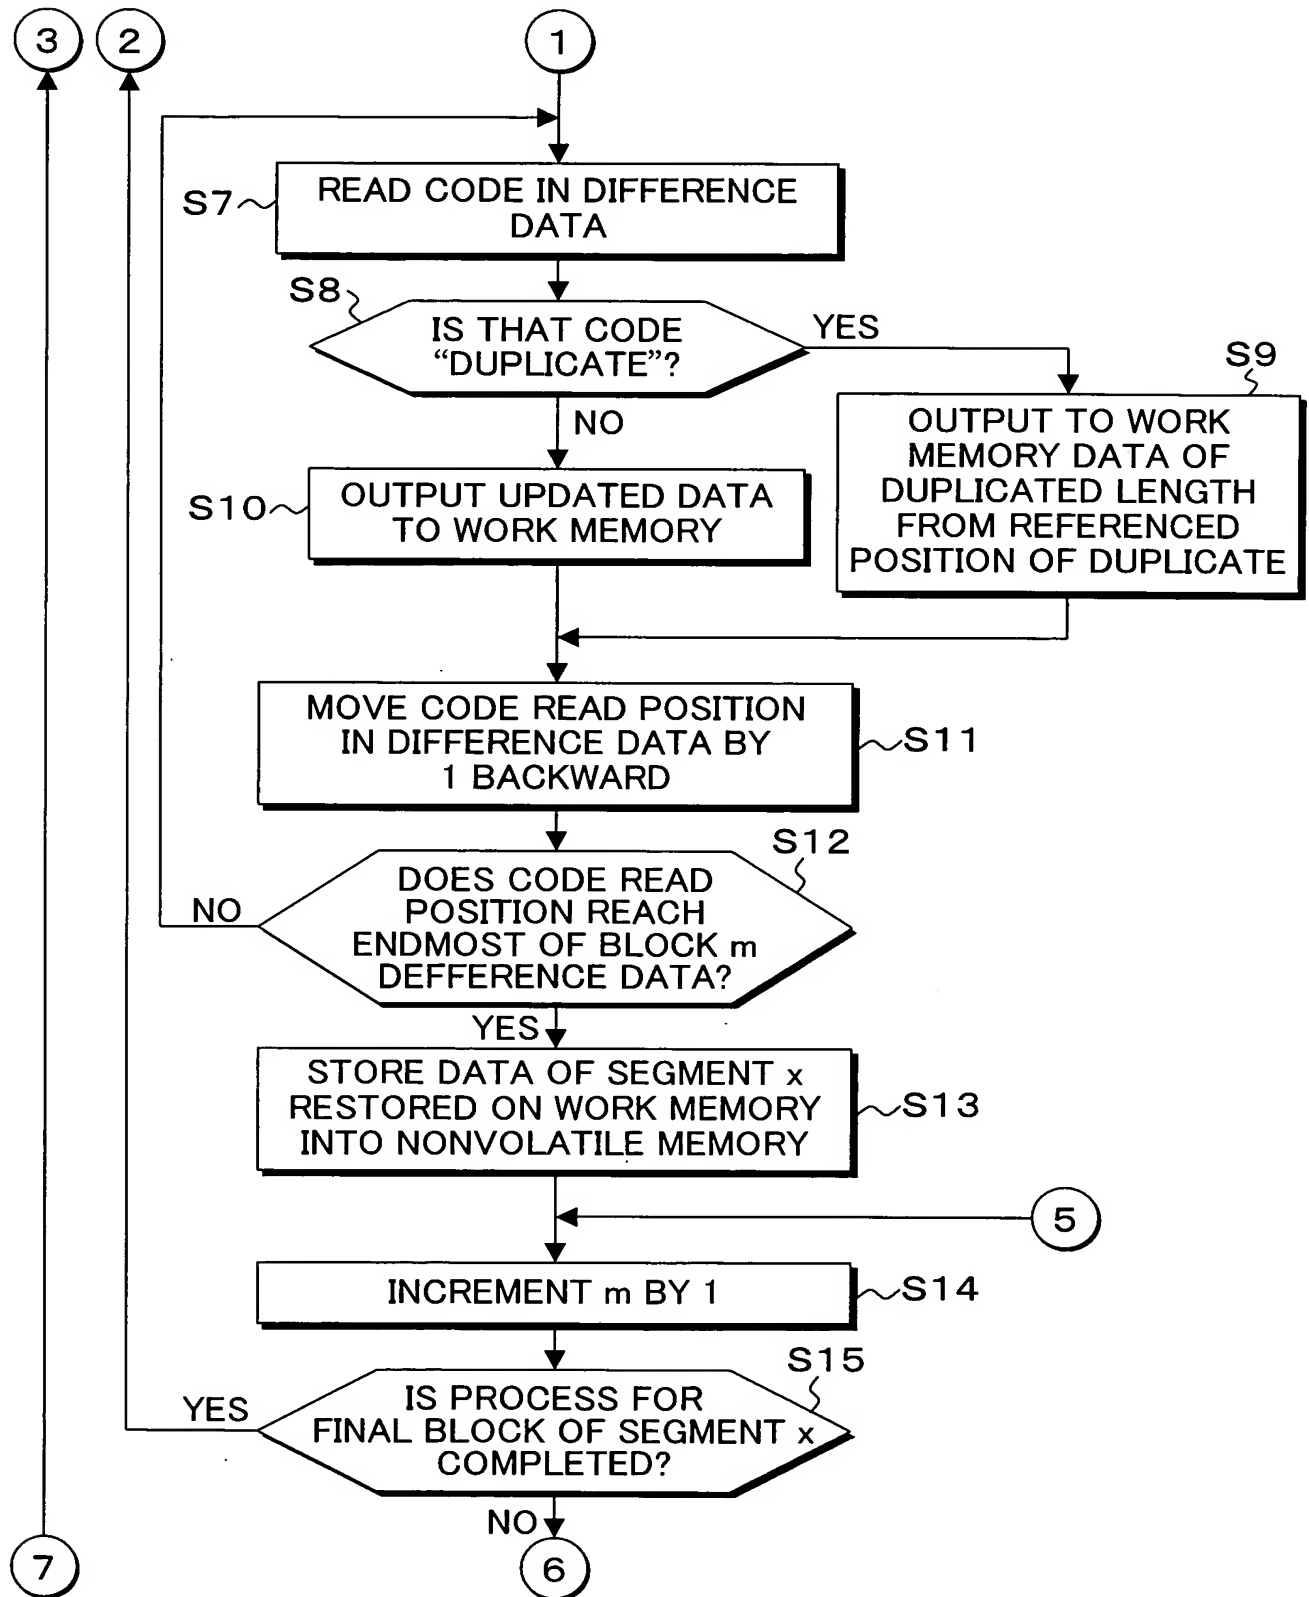 3
2
1
S7
READ CODE IN DIFFERENCE
DATA
S8
IS THAT CODE
“DUPLICATE”?
YES
NO
S9
OUTPUT TO WORK
MEMORY DATA OF
DUPLICATED LENGTH
FROM REFERENCED
POSITION OF DUPLICATE
S10
OUTPUT UPDATED DATA
TO WORK MEMORY
MOVE CODE READ POSITION
IN DIFFERENCE DATA BY
1 BACKWARD
S11
S12
DOES CODE READ
POSITION REACH
ENDMOST OF BLOCK m
DEFFERENCE DATA?
NO
YES
STORE DATA OF SEGMENT x
RESTORED ON WORK MEMORY
INTO NONVOLATILE MEMORY
S13
5
INCREMENT m BY 1
S14
S15
IS PROCESS FOR
FINAL BLOCK OF SEGMENT x
COMPLETED?
YES
NO
7
6